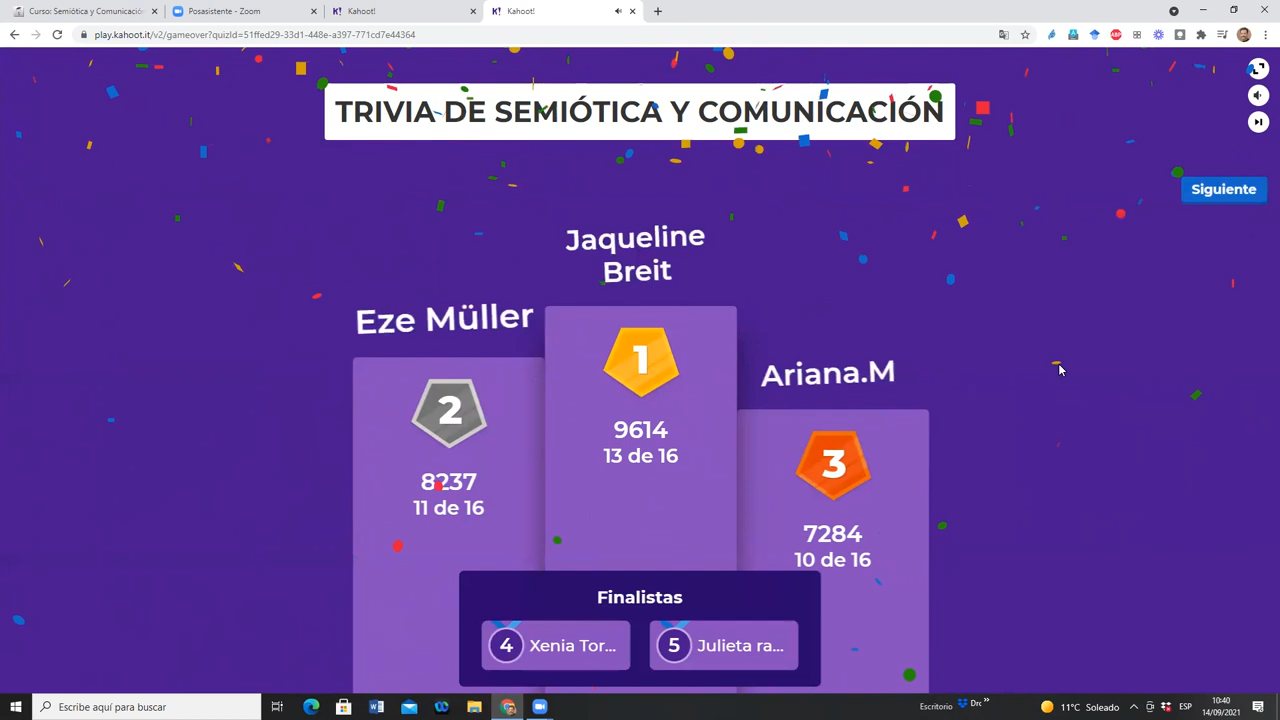 Curso: Semiótica y Comunicación
Posasistente - Zoom
Kahoot!
Kahoot!
play.kahoot.it/v2/gameover?quizId=51ffed29-33d1-448e-a397-771cd7e44364
TRIVIA DE SEMIÓTICA Y COMUNICACIÓN
Siguiente
Jaqueline
Breit
Eze Müller
Ariana.M
1
9614
13 de 16
2
8237
11 de 16
3
7284
10 de 16
Finalistas
4 Xenia Tor...
5 Julieta ra...
Escribe aquí para buscar
Escritorio
11°C Soleado
ESP
10:40
14/09/2021